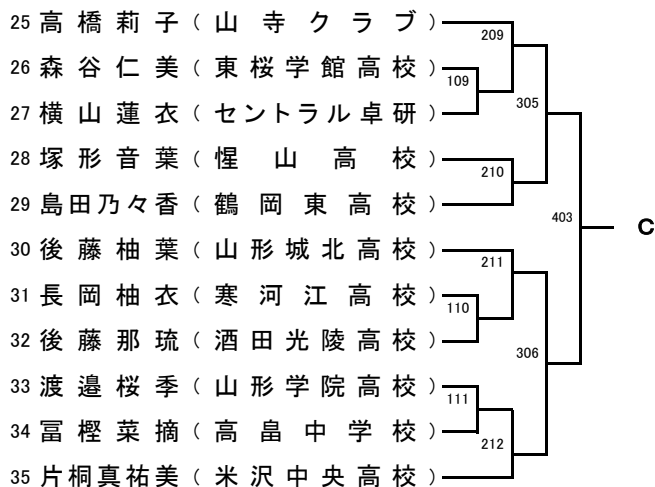 25 高橋莉子 ( 山寺クラブ )
209
26 森谷仁美 ( 東桜学館高校 )
109
305
27 横山蓮衣 ( セントラル卓研 )
28 塚形音葉 ( 惺山高校 )
210
29 島田乃々香 ( 鶴岡東高校 )
403
C
30 後藤柚葉 ( 山形城北高校 )
211
31 長岡柚衣 ( 寒河江高校 )
110
32 後藤那琉 ( 酒田光陵高校 )
306
33 渡邉桜季 ( 山形学院高校 )
111
34 冨樫菜摘 ( 高畠中学校 )
212
35 片桐真祐美 ( 米沢中央高校 )